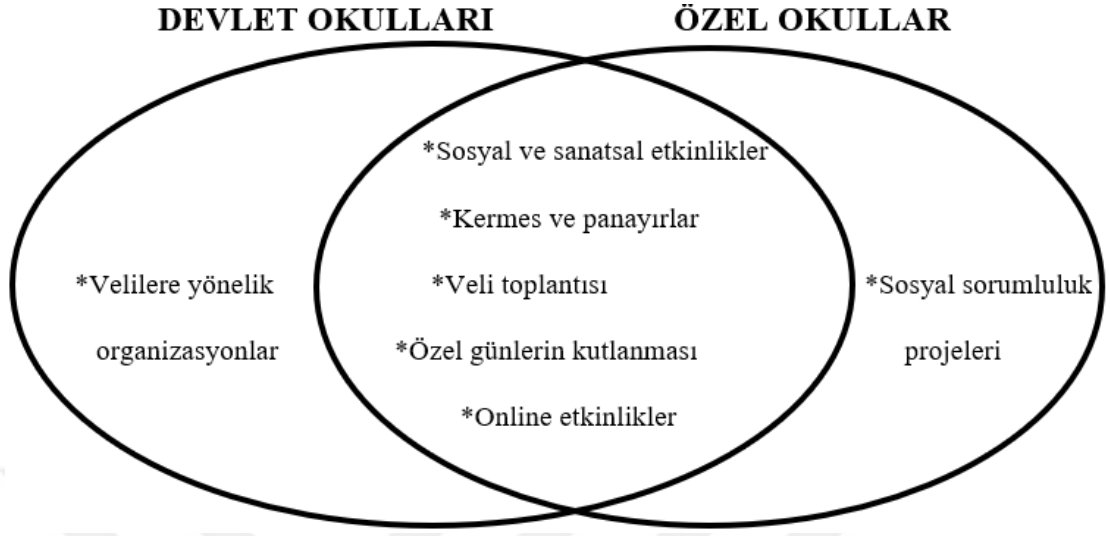 DEVLET OKULLARI
ÖZEL OKULLAR
*Sosyal ve sanatsal etkinlikler
*Kermes ve panayırlar
*Velilere yönelik
organizasyonlar
*Veli toplantısı
*Özel günlerin kutlanması
*Online etkinlikler
*Sosyal sorumluluk
projeleri